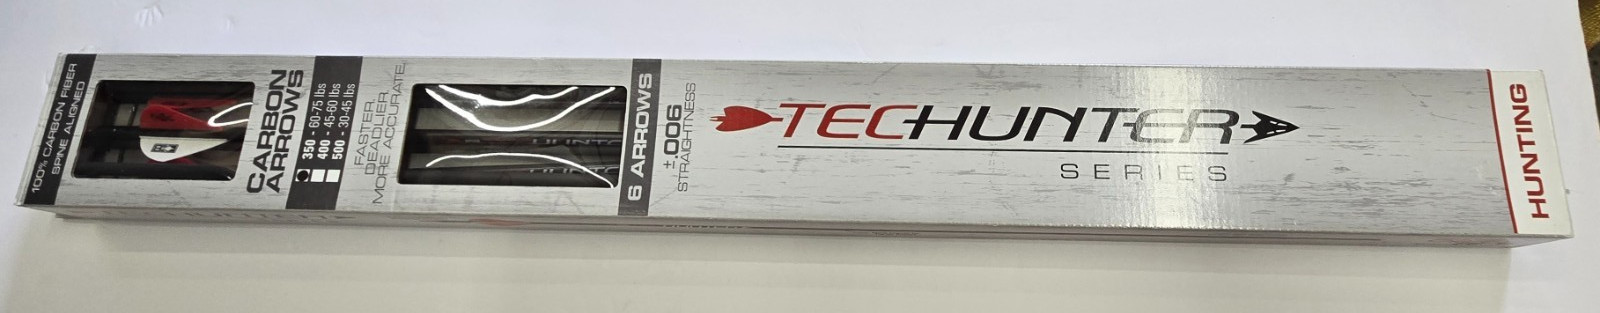 100% CARBON FIBER
SPINE ALIGNED
CARBON
ARROWS
350 - 60-75 lbs
400 - 45-60 lbs
500 - 30-45 lbs
FASTER
DEADLIER
MORE ACCURATE
HUNTE
6 ARROWS
±.006
STRAIGHTNESS
TECHUNTER
SERIES
HUNTING